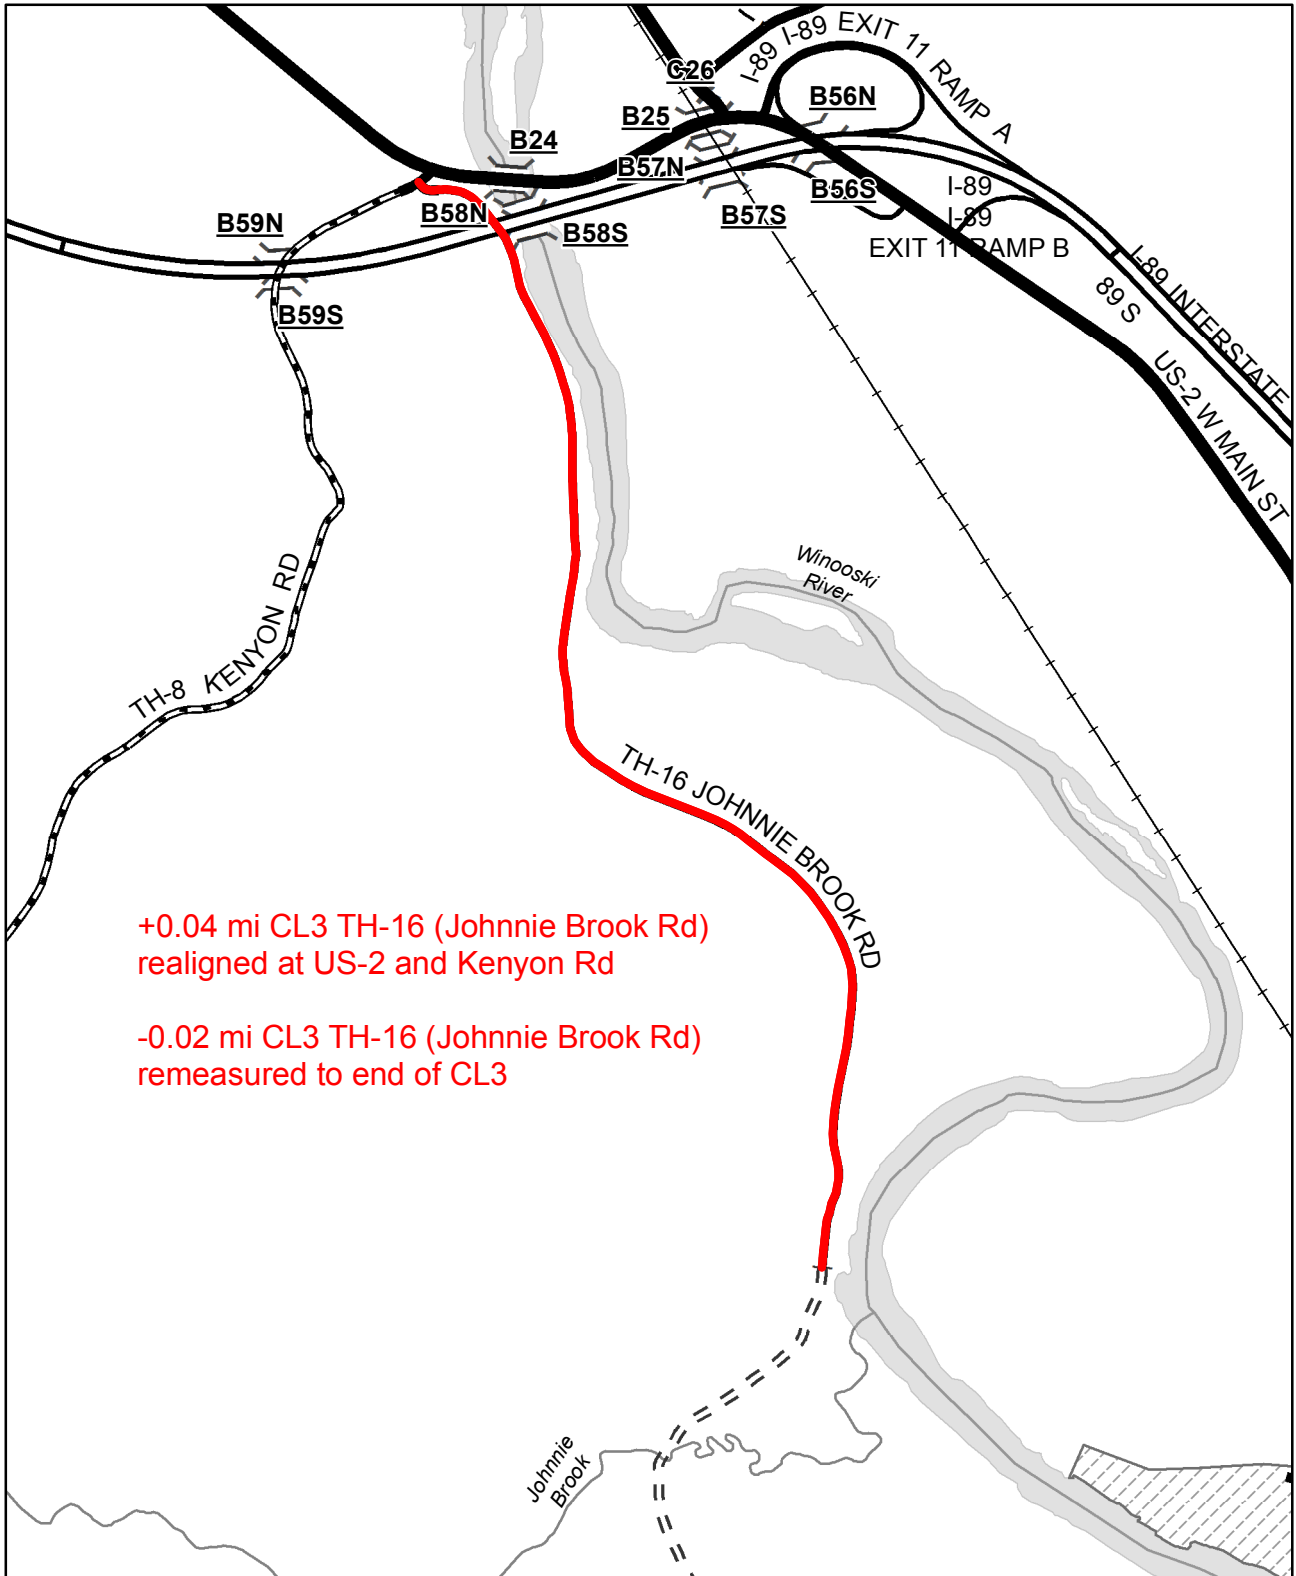 I-89
I-89 EXIT 11 RAMP A
C26
B56N
B25
B24
B57N
B56S
I-89
B59N
B58N
B57S
I-89
B58S
EXIT 11 RAMP B
I-89 INTERSTATE
89 S
B59S
US-2 W MAIN ST
Winooski
River
TH-8 KENYON RD
TH-16 JOHNNIE BROOK RD
+0.04 mi CL3 TH-16 (Johnnie Brook Rd)
realigned at US-2 and Kenyon Rd
-0.02 mi CL3 TH-16 (Johnnie Brook Rd)
remeasured to end of CL3
Johnnie
Brook